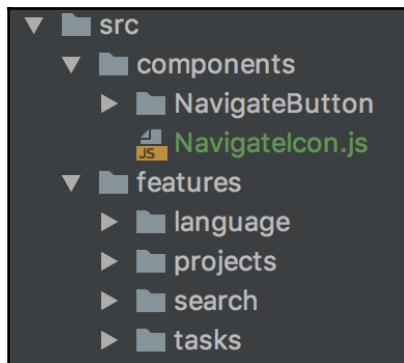 src
components
NavigateButton
JS NavigateIcon.js
features
language
projects
search
tasks